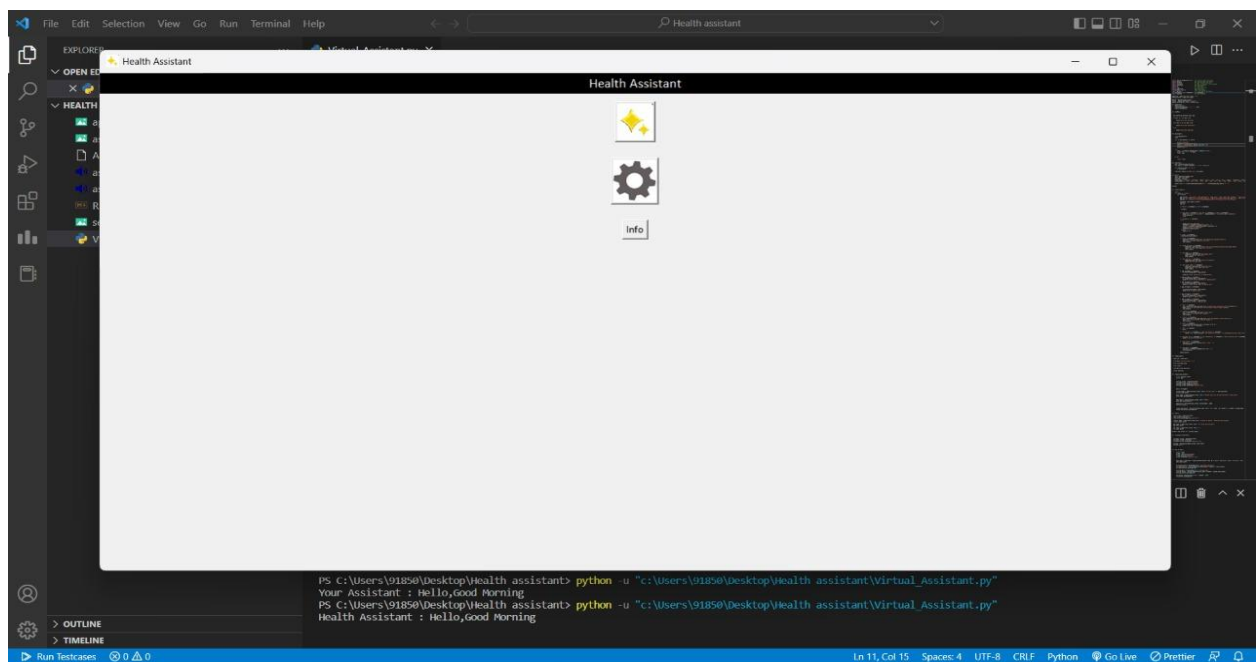 File Edit Selection View Go Run Terminal Help
Health assistant
EXPLORER
OPEN ED
HEALTH
Health Assistant
Health Assistant
Info
PS C:\Users\91850\Desktop\Health assistant> python -u "c:\Users\91850\Desktop\Health assistant\Virtual_Assistant.py"
Your Assistant : Hello,Good Morning
PS C:\Users\91850\Desktop\Health assistant> python -u "c:\Users\91850\Desktop\Health assistant\Virtual_Assistant.py"
Health Assistant : Hello,Good Morning
OUTLINE
TIMELINE
Run Testcases 0 0 Ln 11, Col 15 Spaces: 4 UTF-8 CRLF Python Go Live Prettier